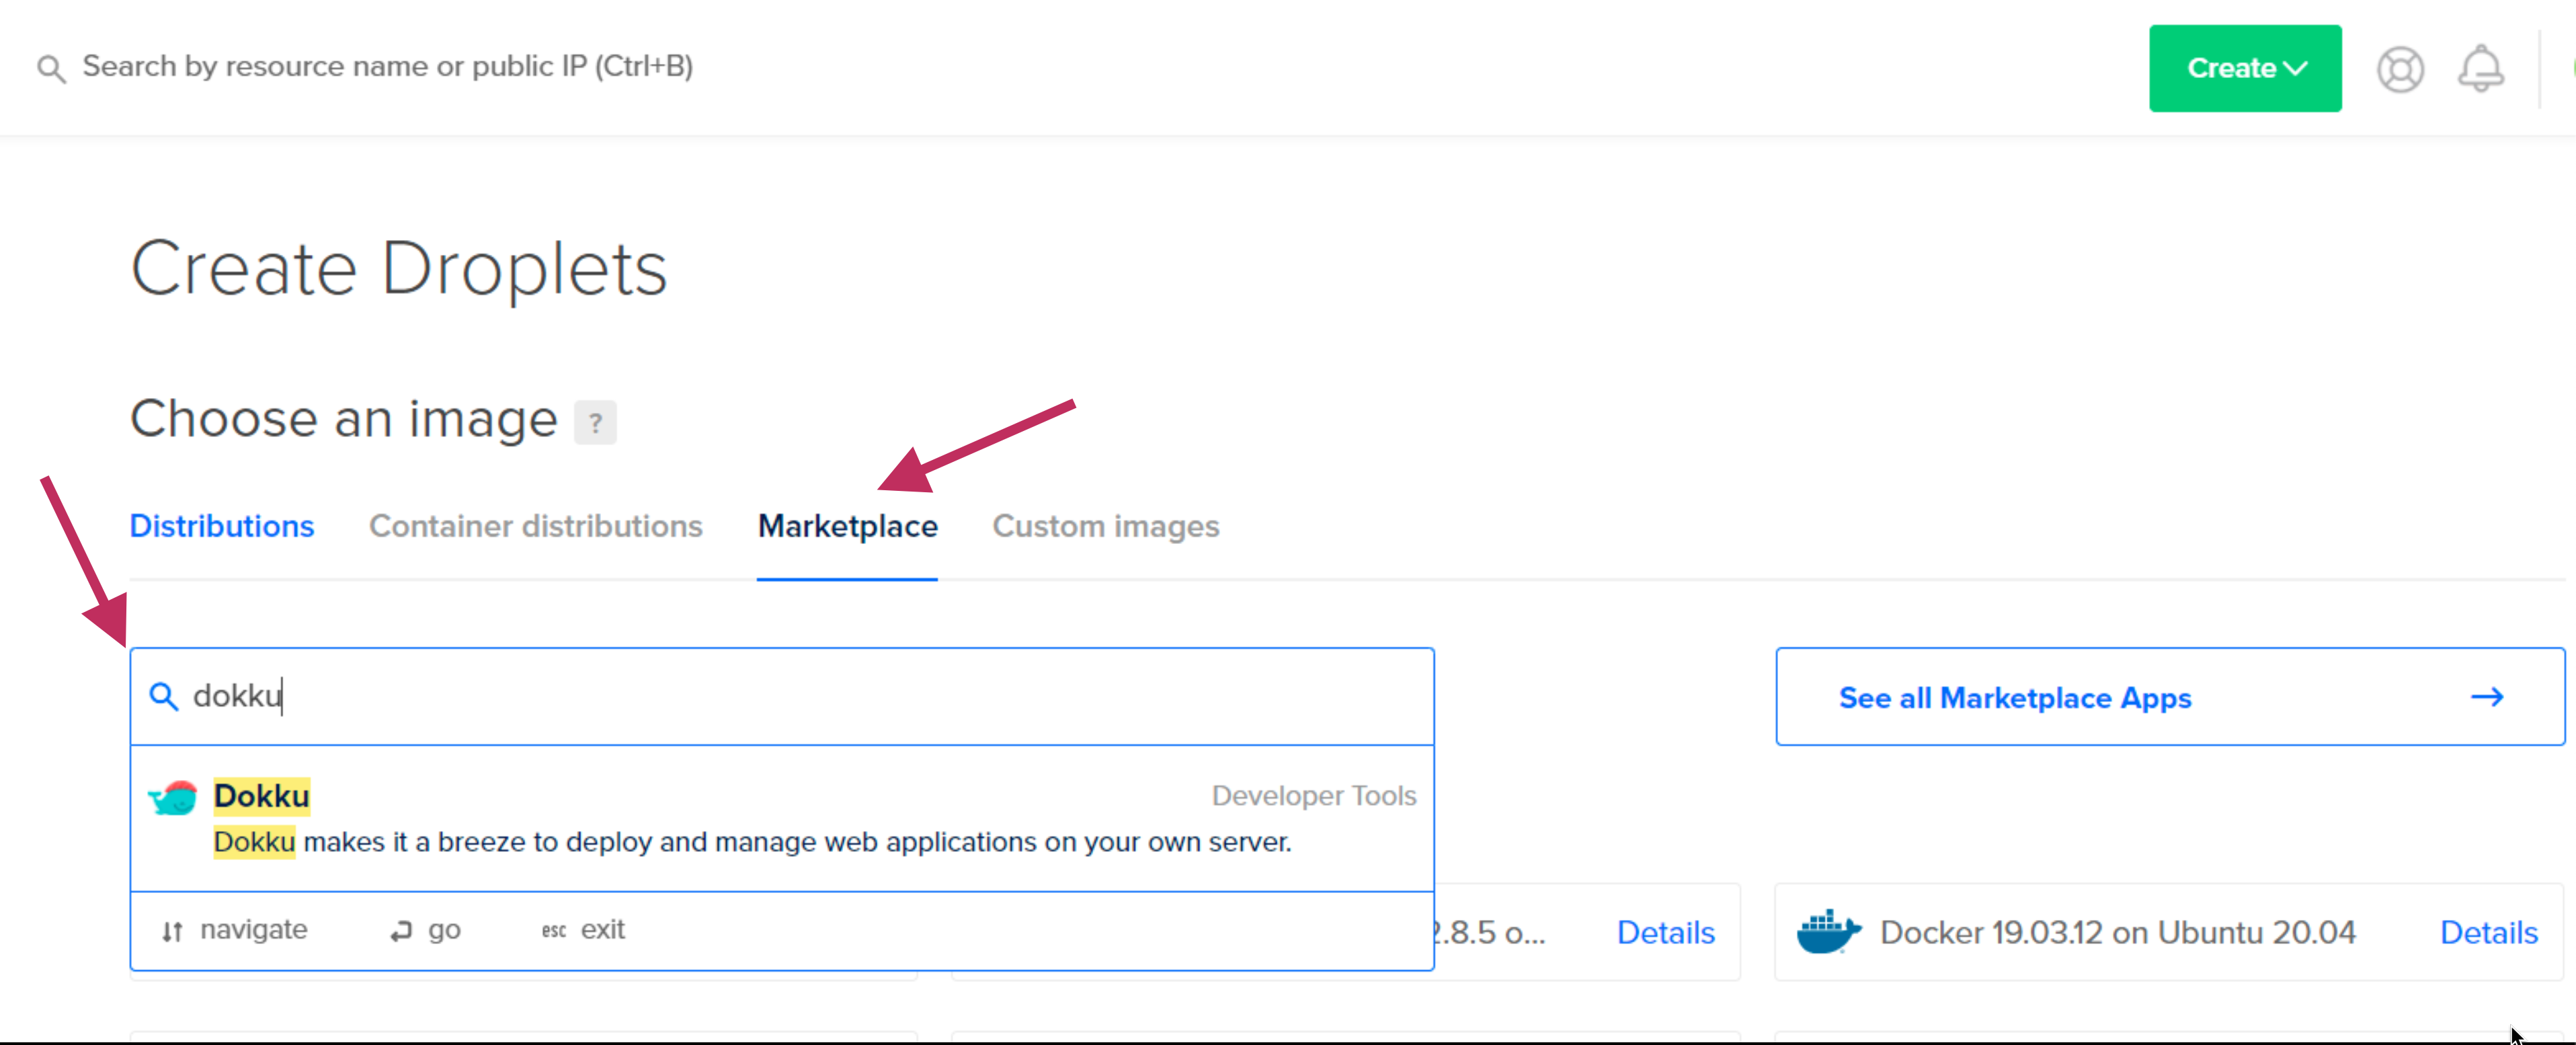 Search by resource name or public IP (Ctrl+B)
Create
Create Droplets
Choose an image ?
Distributions Container distributions Marketplace Custom images
dokku
See all Marketplace Apps
Dokku Developer Tools
Dokku makes it a breeze to deploy and manage web applications on your own server.
navigate go esc exit
.8.5 o... Details Docker 19.03.12 on Ubuntu 20.04 Details